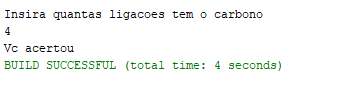 Insira quantas ligacoes tem o carbono
4
Vc acertou
BUILD SUCCESSFUL (total time: 4 seconds)